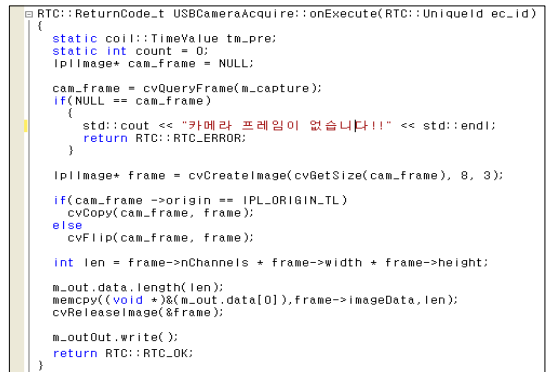 RTC::ReturnCode_t USBCameraAcquire::onExecute(RTC::UniqueId ec_id)
{
static coil::TimeValue tm_pre;
static int count = 0;
IplImage* cam_frame = NULL;
cam_frame = cvQueryFrame(m_capture);
if(NULL == cam_frame)
{
std::cout << "카메라 프레임이 없습니다!!" << std::endl;
return RTC::RTC_ERROR;
}
IplImage* frame = cvCreateImage(cvGetSize(cam_frame), 8, 3);
if(cam_frame ->origin == IPL_ORIGIN_TL)
cvCopy(cam_frame, frame);
else
cvFlip(cam_frame, frame);
int len = frame->nChannels * frame->width * frame->height;
m_out.data.length(len);
memcpy((void *)&(m_out.data[0]),frame->imageData,len);
cvReleaseImage(&frame);
m_outOut.write();
return RTC::RTC_OK;
}